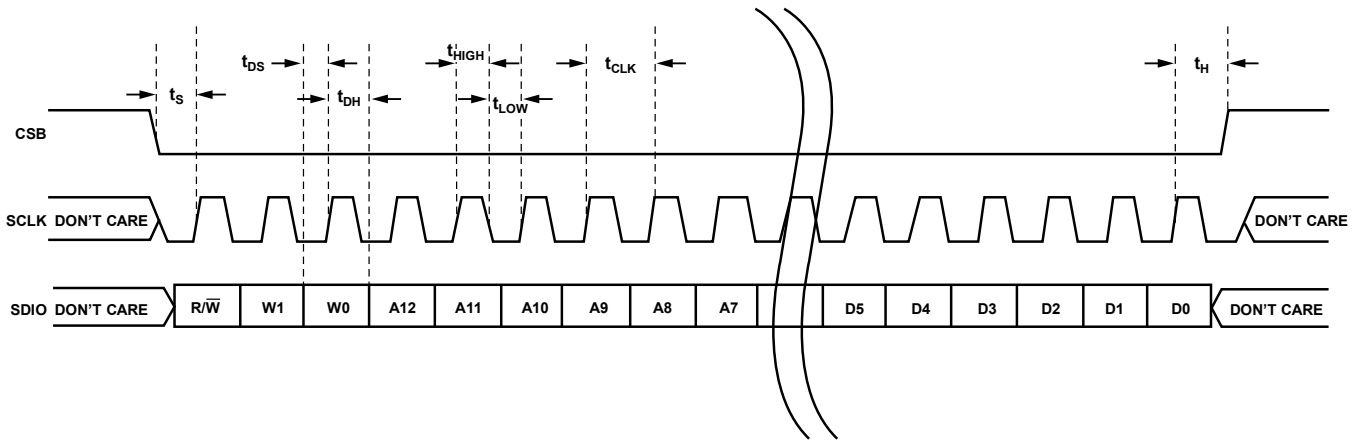 tDS
tHIGH
tCLK
tH
tS
tDH
tLOW
CSB
SCLK DON'T CARE
DON'T CARE
SDIO DON'T CARE
R/W̅
W1
W0
A12
A11
A10
A9
A8
A7
D5
D4
D3
D2
D1
D0
DON'T CARE